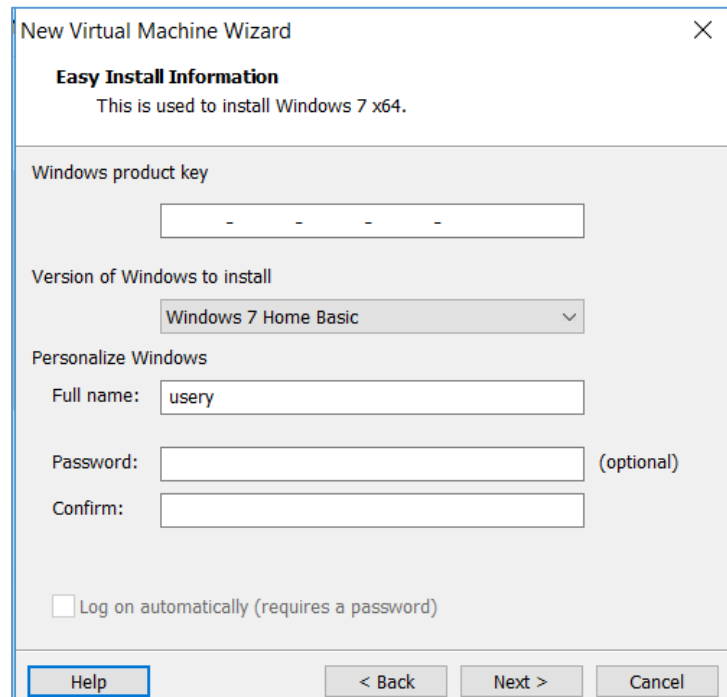 New Virtual Machine Wizard
Easy Install Information
This is used to install Windows 7 x64.
Windows product key
- - - -
Version of Windows to install
Windows 7 Home Basic
Personalize Windows
Full name: usery
Password: (optional)
Confirm:
Log on automatically (requires a password)
Help < Back Next > Cancel